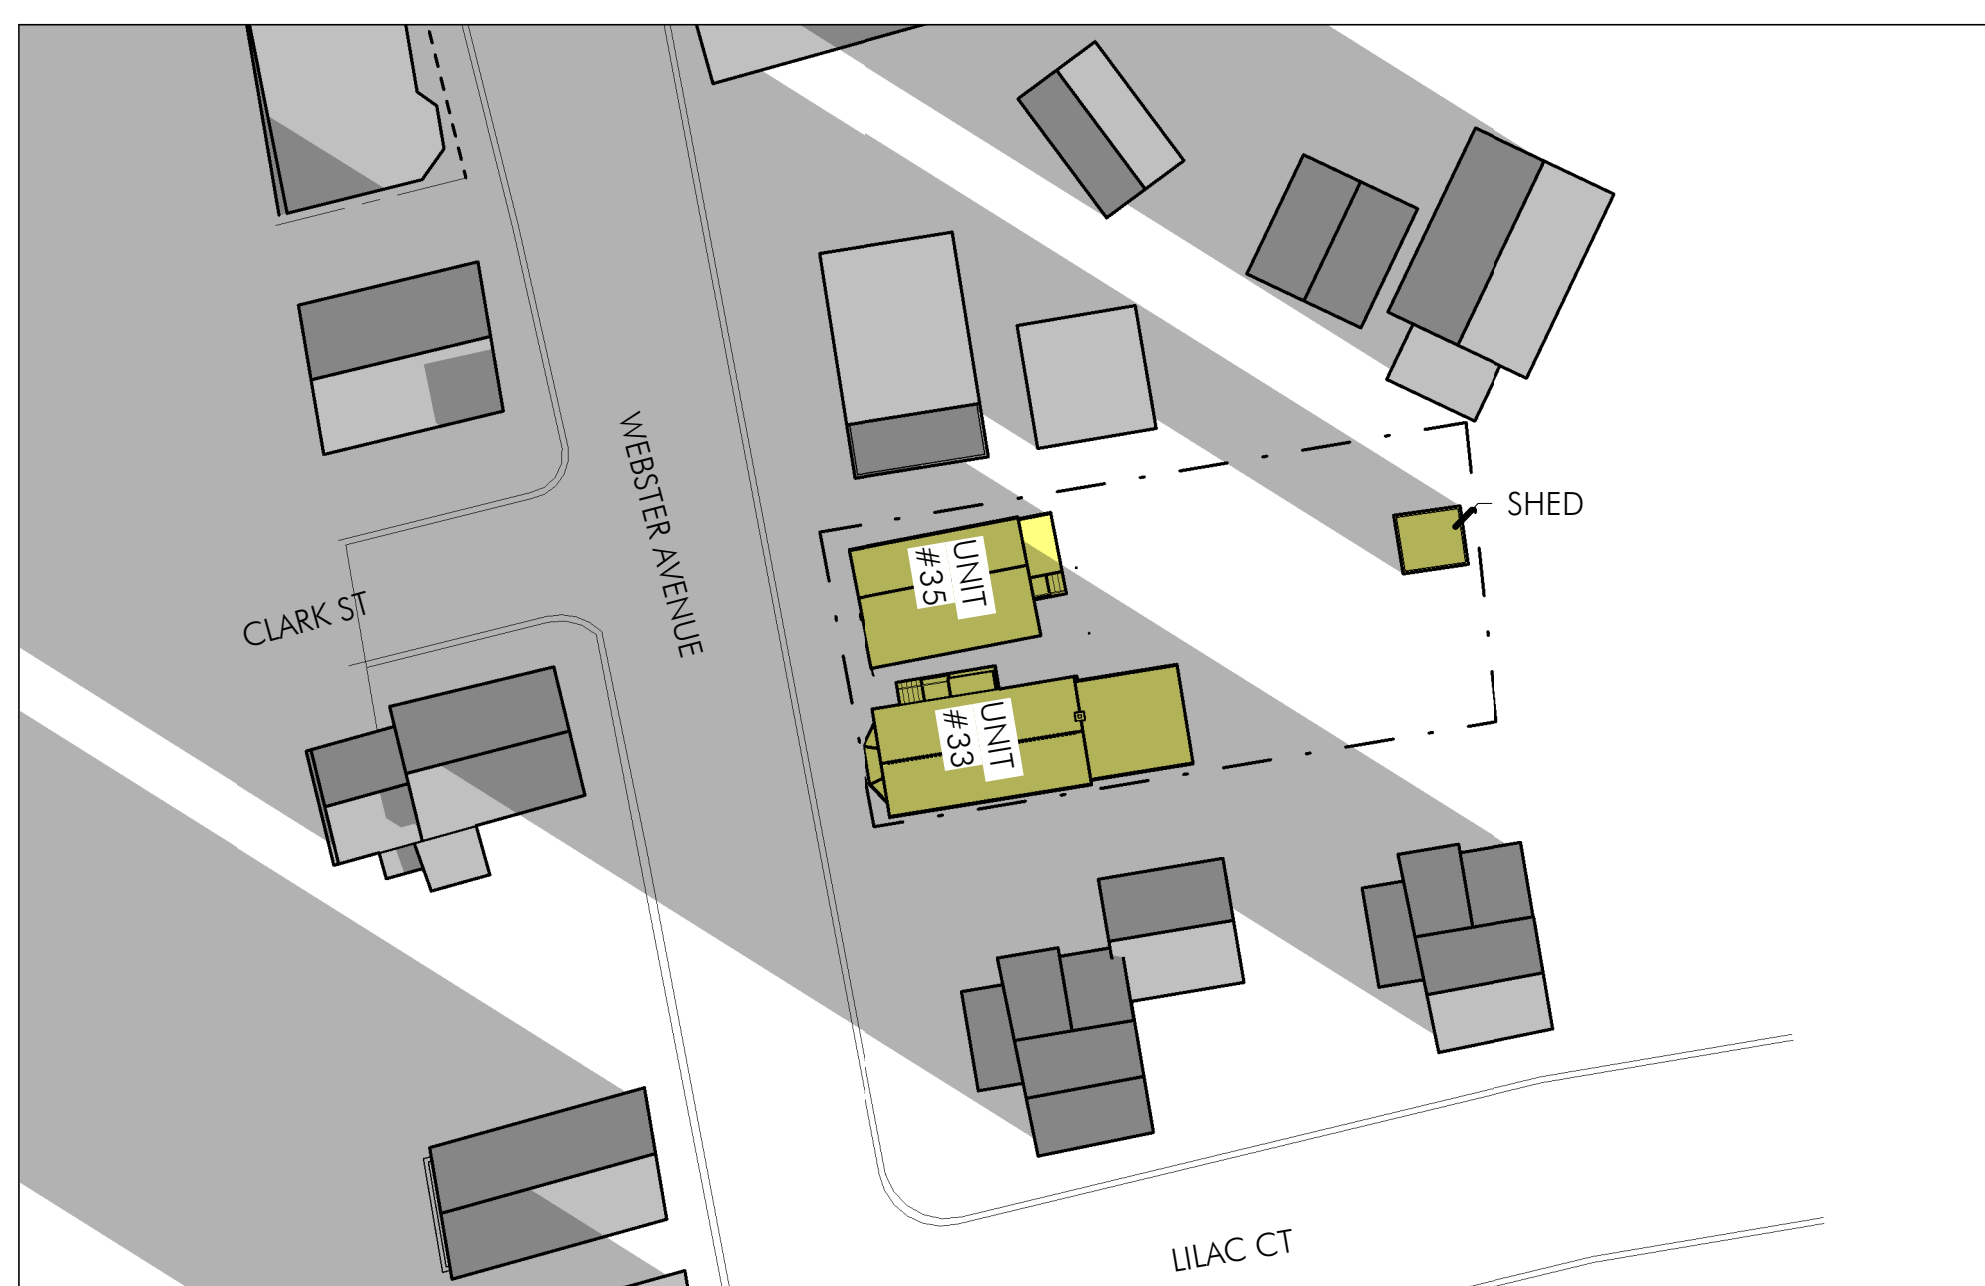 WEBSTER AVENUE
SHED
UNIT
#35
CLARK ST
UNIT
#33
LILAC CT